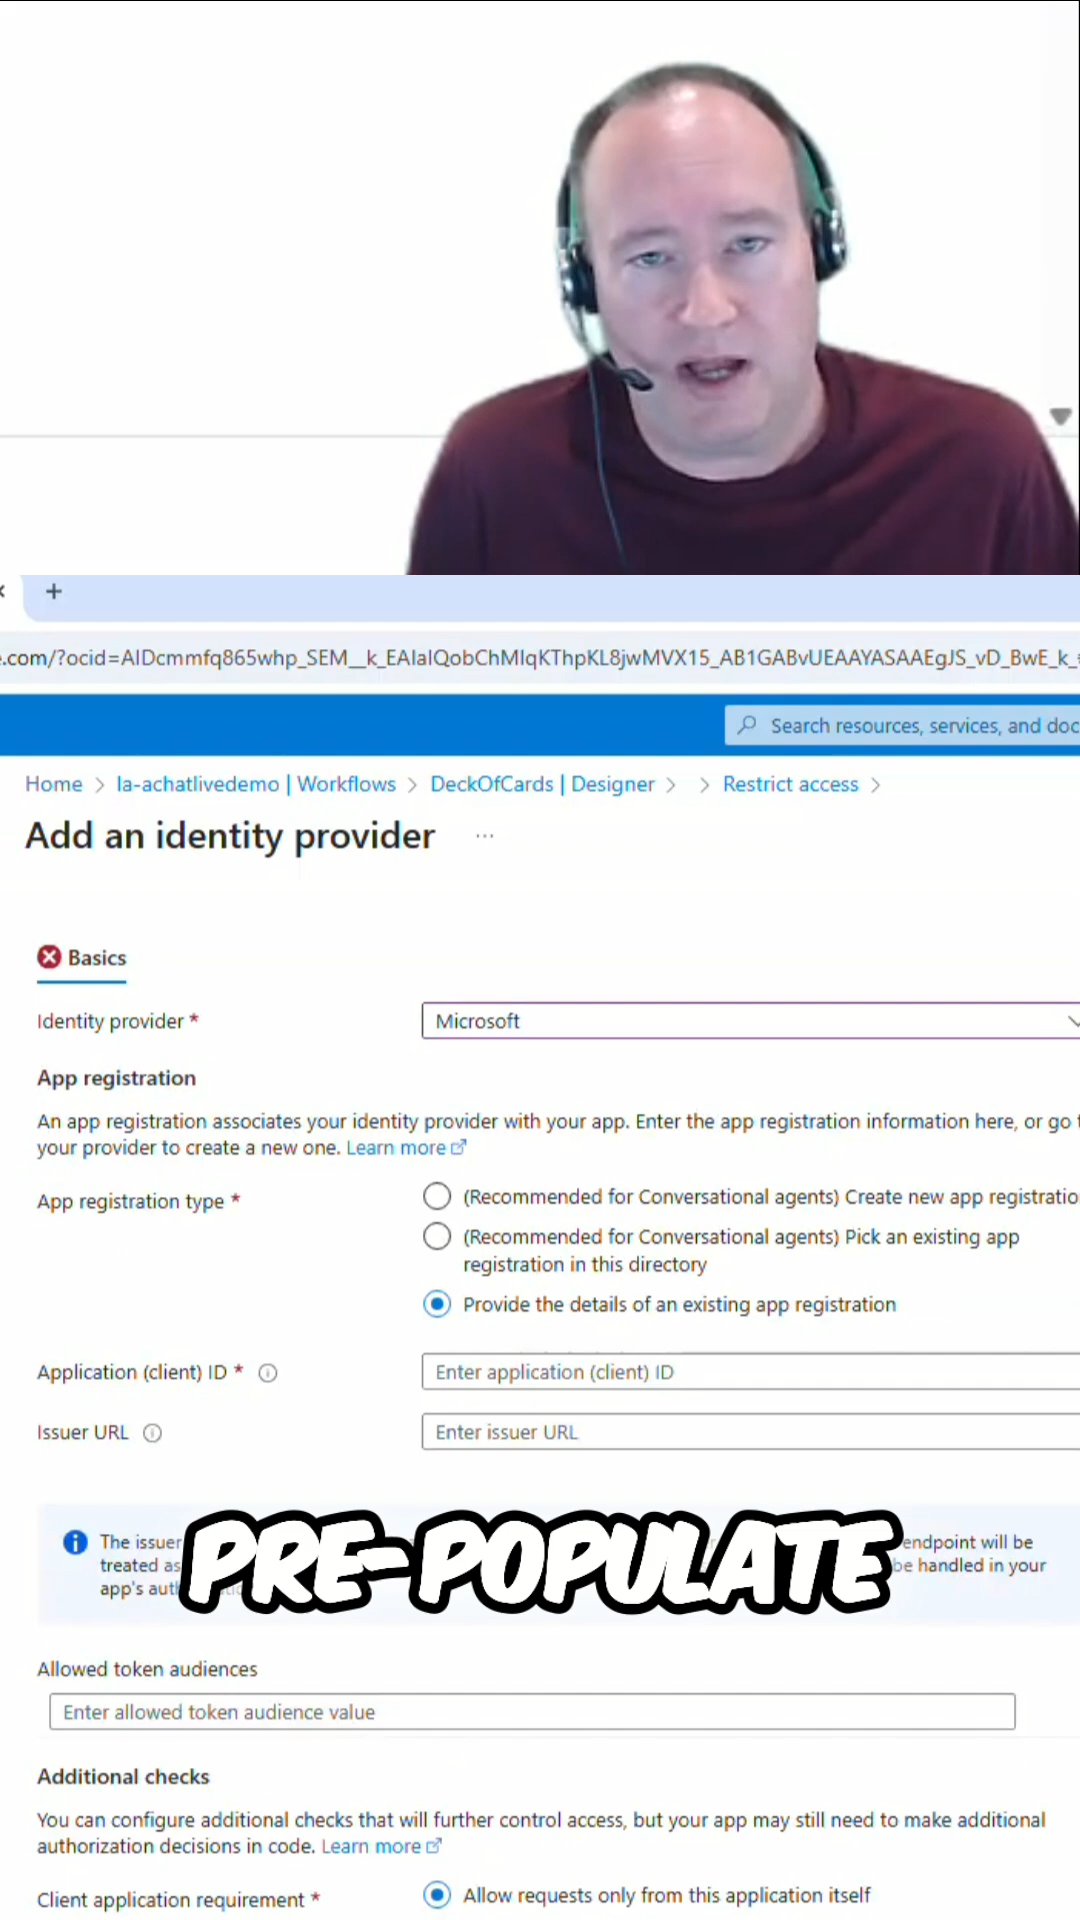 +
.com/?ocid=AIDcmmfq865whp_SEM__k_EAIaIQobChMIqKThpKL8jwMVX15_AB1GABvUEAAYASAAEgJS_vD_BwE_k_
Search resources, services, and doc
Home > la-achatlivedemo | Workflows > DeckOfCards | Designer > > Restrict access >
Add an identity provider ...
Basics
Identity provider *
Microsoft
App registration
An app registration associates your identity provider with your app. Enter the app registration information here, or go
your provider to create a new one. Learn more
App registration type *
(Recommended for Conversational agents) Create new app registratio
(Recommended for Conversational agents) Pick an existing app
registration in this directory
Provide the details of an existing app registration
Application (client) ID *
Enter application (client) ID
Issuer URL
Enter issuer URL
The issuer endpoint will be
treated as be handled in your
app's
PRE-POPULATE
Allowed token audiences
Enter allowed token audience value
Additional checks
You can configure additional checks that will further control access, but your app may still need to make additional
authorization decisions in code. Learn more
Client application requirement *
Allow requests only from this application itself